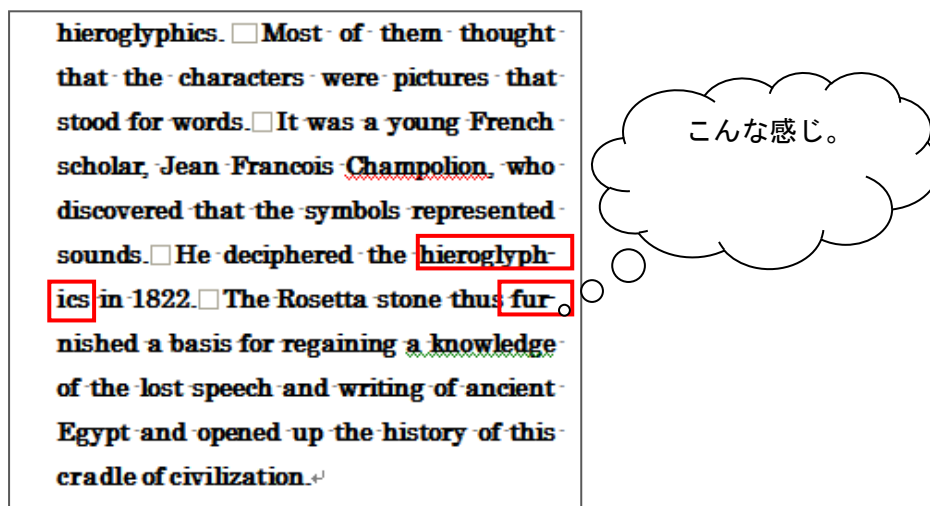 hieroglyphics. Most of them thought
that the characters were pictures that
stood for words. It was a young French
scholar, Jean Francois Champolion, who
discovered that the symbols represented
sounds. He deciphered the hieroglyph-
ics in 1822. The Rosetta stone thus fur-
nished a basis for regaining a knowledge
of the lost speech and writing of ancient
Egypt and opened up the history of this
cradle of civilization.
こんな感じ。